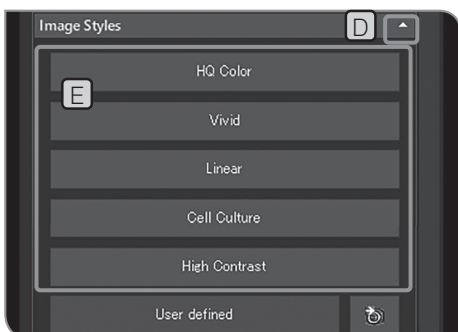 Image Styles D
E
HQ Color
Vivid
Linear
Cell Culture
High Contrast
User defined